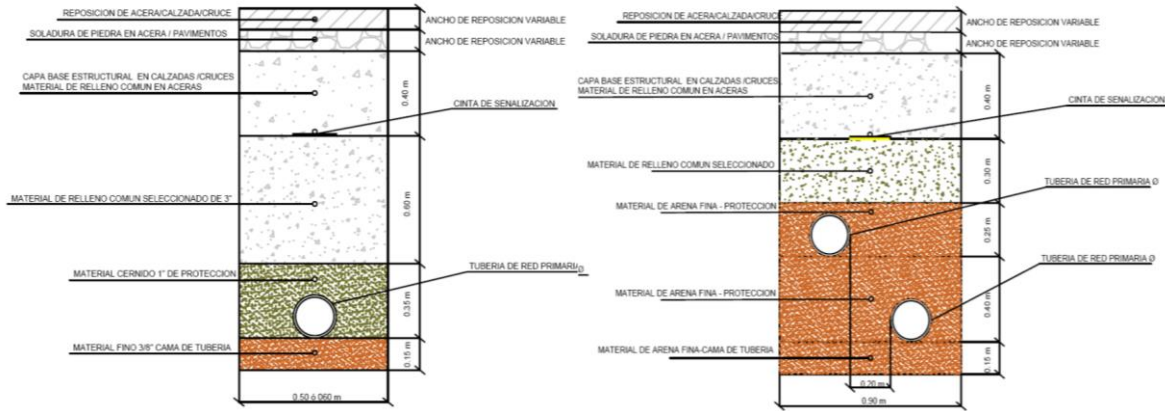 REPOSICION DE ACERA/CALZADA/CRUCE
ANCHO DE REPOSICION VARIABLE
SOLADURA DE PIEDRA EN ACERA / PAVIMENTOS
ANCHO DE REPOSICION VARIABLE
CAPA BASE ESTRUCTURAL EN CALZADAS /CRUCES
MATERIAL DE RELLENO COMUN EN ACERAS
0.40 m
CINTA DE SENALIZACION
MATERIAL DE RELLENO COMUN SELECCIONADO DE 3"
0.60 m
TUBERIA DE RED PRIMARIA Ø
MATERIAL CERNIDO 1" DE PROTECCION
0.35 m
MATERIAL FINO 3/8" CAMA DE TUBERIA
0.15 m
0.50 ó 060 m
REPOSICION DE ACERA/CALZADA/CRUCE
ANCHO DE REPOSICION VARIABLE
SOLADURA DE PIEDRA EN ACERA / PAVIMENTOS
ANCHO DE REPOSICION VARIABLE
CAPA BASE ESTRUCTURAL EN CALZADAS /CRUCES
MATERIAL DE RELLENO COMUN EN ACERAS
0.40 m
CINTA DE SENALIZACION
MATERIAL DE RELLENO COMUN SELECCIONADO
0.30 m
TUBERIA DE RED PRIMARIA Ø
MATERIAL DE ARENA FINA - PROTECCION
0.25 m
TUBERIA DE RED PRIMARIA Ø
MATERIAL DE ARENA FINA - PROTECCION
0.40 m
MATERIAL DE ARENA FINA-CAMA DE TUBERIA
0.15 m
0.20 m
0.90 m